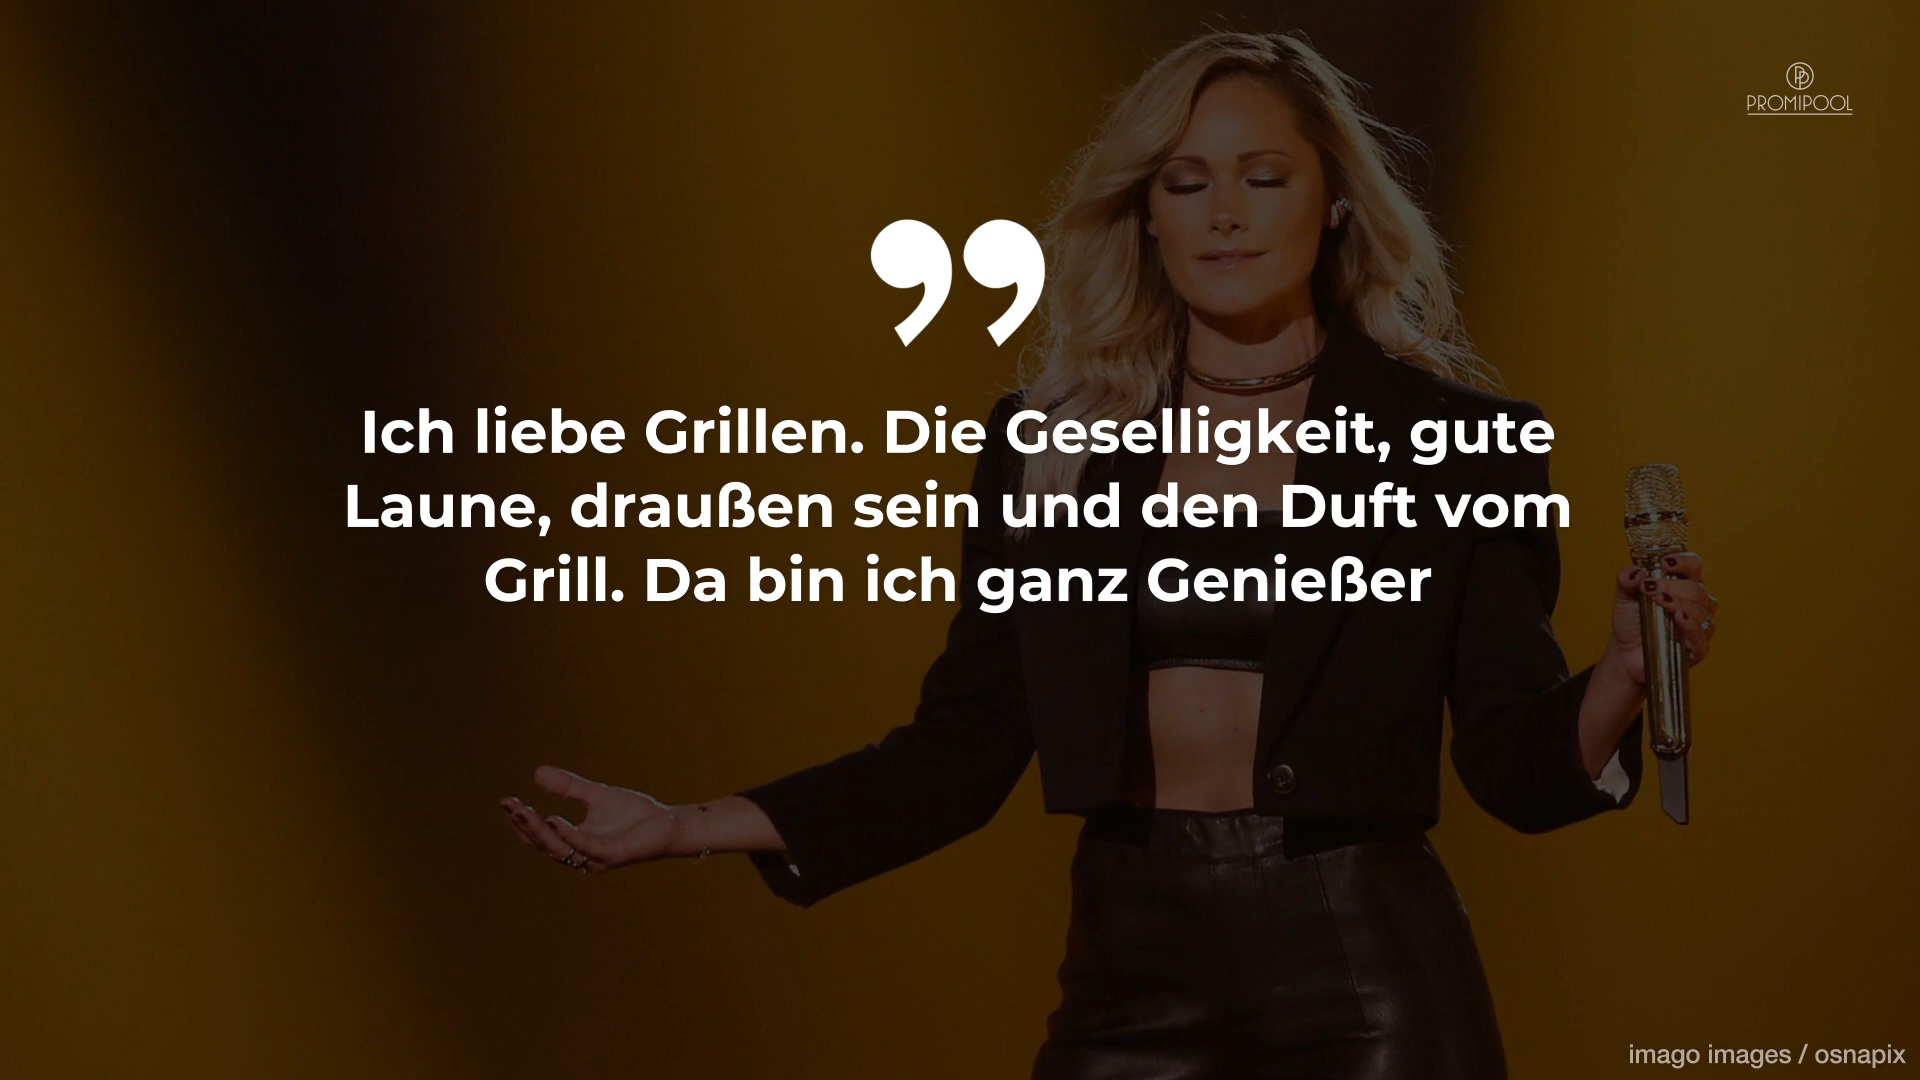 PROMIPOOL
”
Ich liebe Grillen. Die Geselligkeit, gute
Laune, draußen sein und den Duft vom
Grill. Da bin ich ganz Genießer
imago images / osnapix